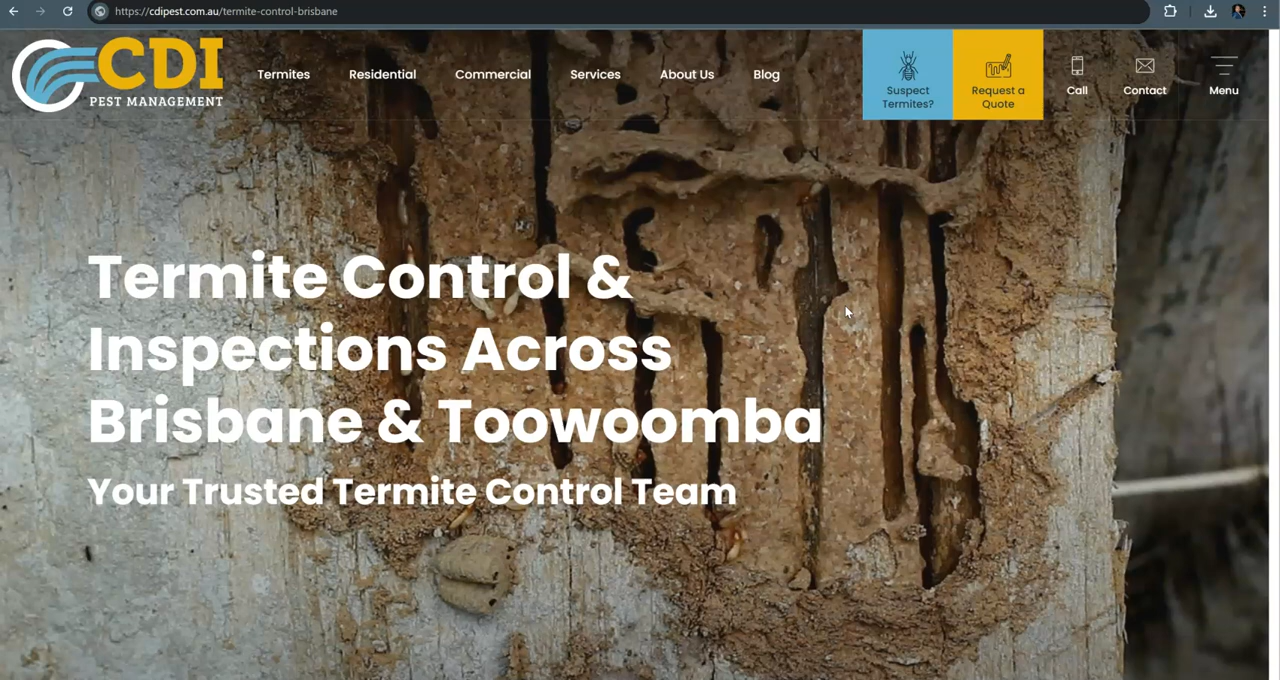 https://cdipest.com.au/termite-control-brisbane
CDI
PEST MANAGEMENT
Termites
Residential
Commercial
Services
About Us
Blog
Suspect
Termites?
Request a
Quote
Call
Contact
Menu
Termite Control &
Inspections Across
Brisbane & Toowoomba
Your Trusted Termite Control Team